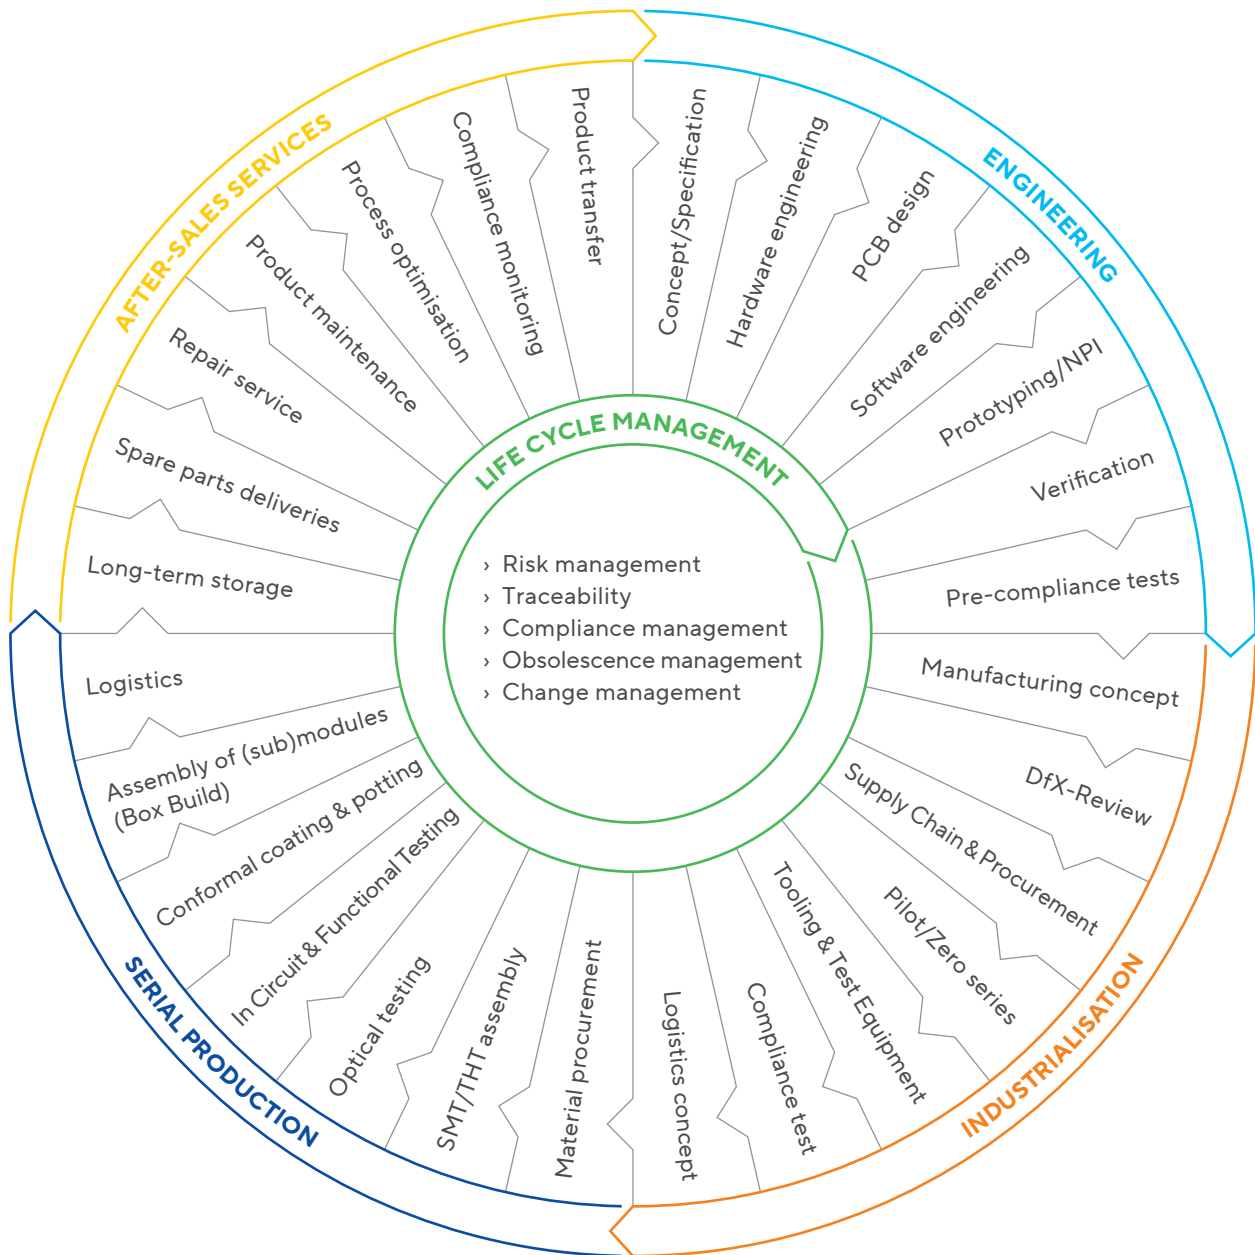 ENGINEERING
Concept/Specification
Hardware engineering
PCB design
Software engineering
Prototyping/NPI
Verification
Pre-compliance tests
INDUSTRIALISATION
Manufacturing concept
DfX-Review
Supply Chain & Procurement
Pilot/Zero series
Tooling & Test Equipment
Compliance test
Logistics concept
SERIAL PRODUCTION
Material procurement
SMT/THT assembly
Optical testing
In Circuit & Functional Testing
Conformal coating & potting
Assembly of (sub)modules
(Box Build)
Logistics
AFTER-SALES SERVICES
Long-term storage
Spare parts deliveries
Repair service
Product maintenance
Process optimisation
Compliance monitoring
Product transfer
LIFE CYCLE MANAGEMENT
› Risk management
› Traceability
› Compliance management
› Obsolescence management
› Change management